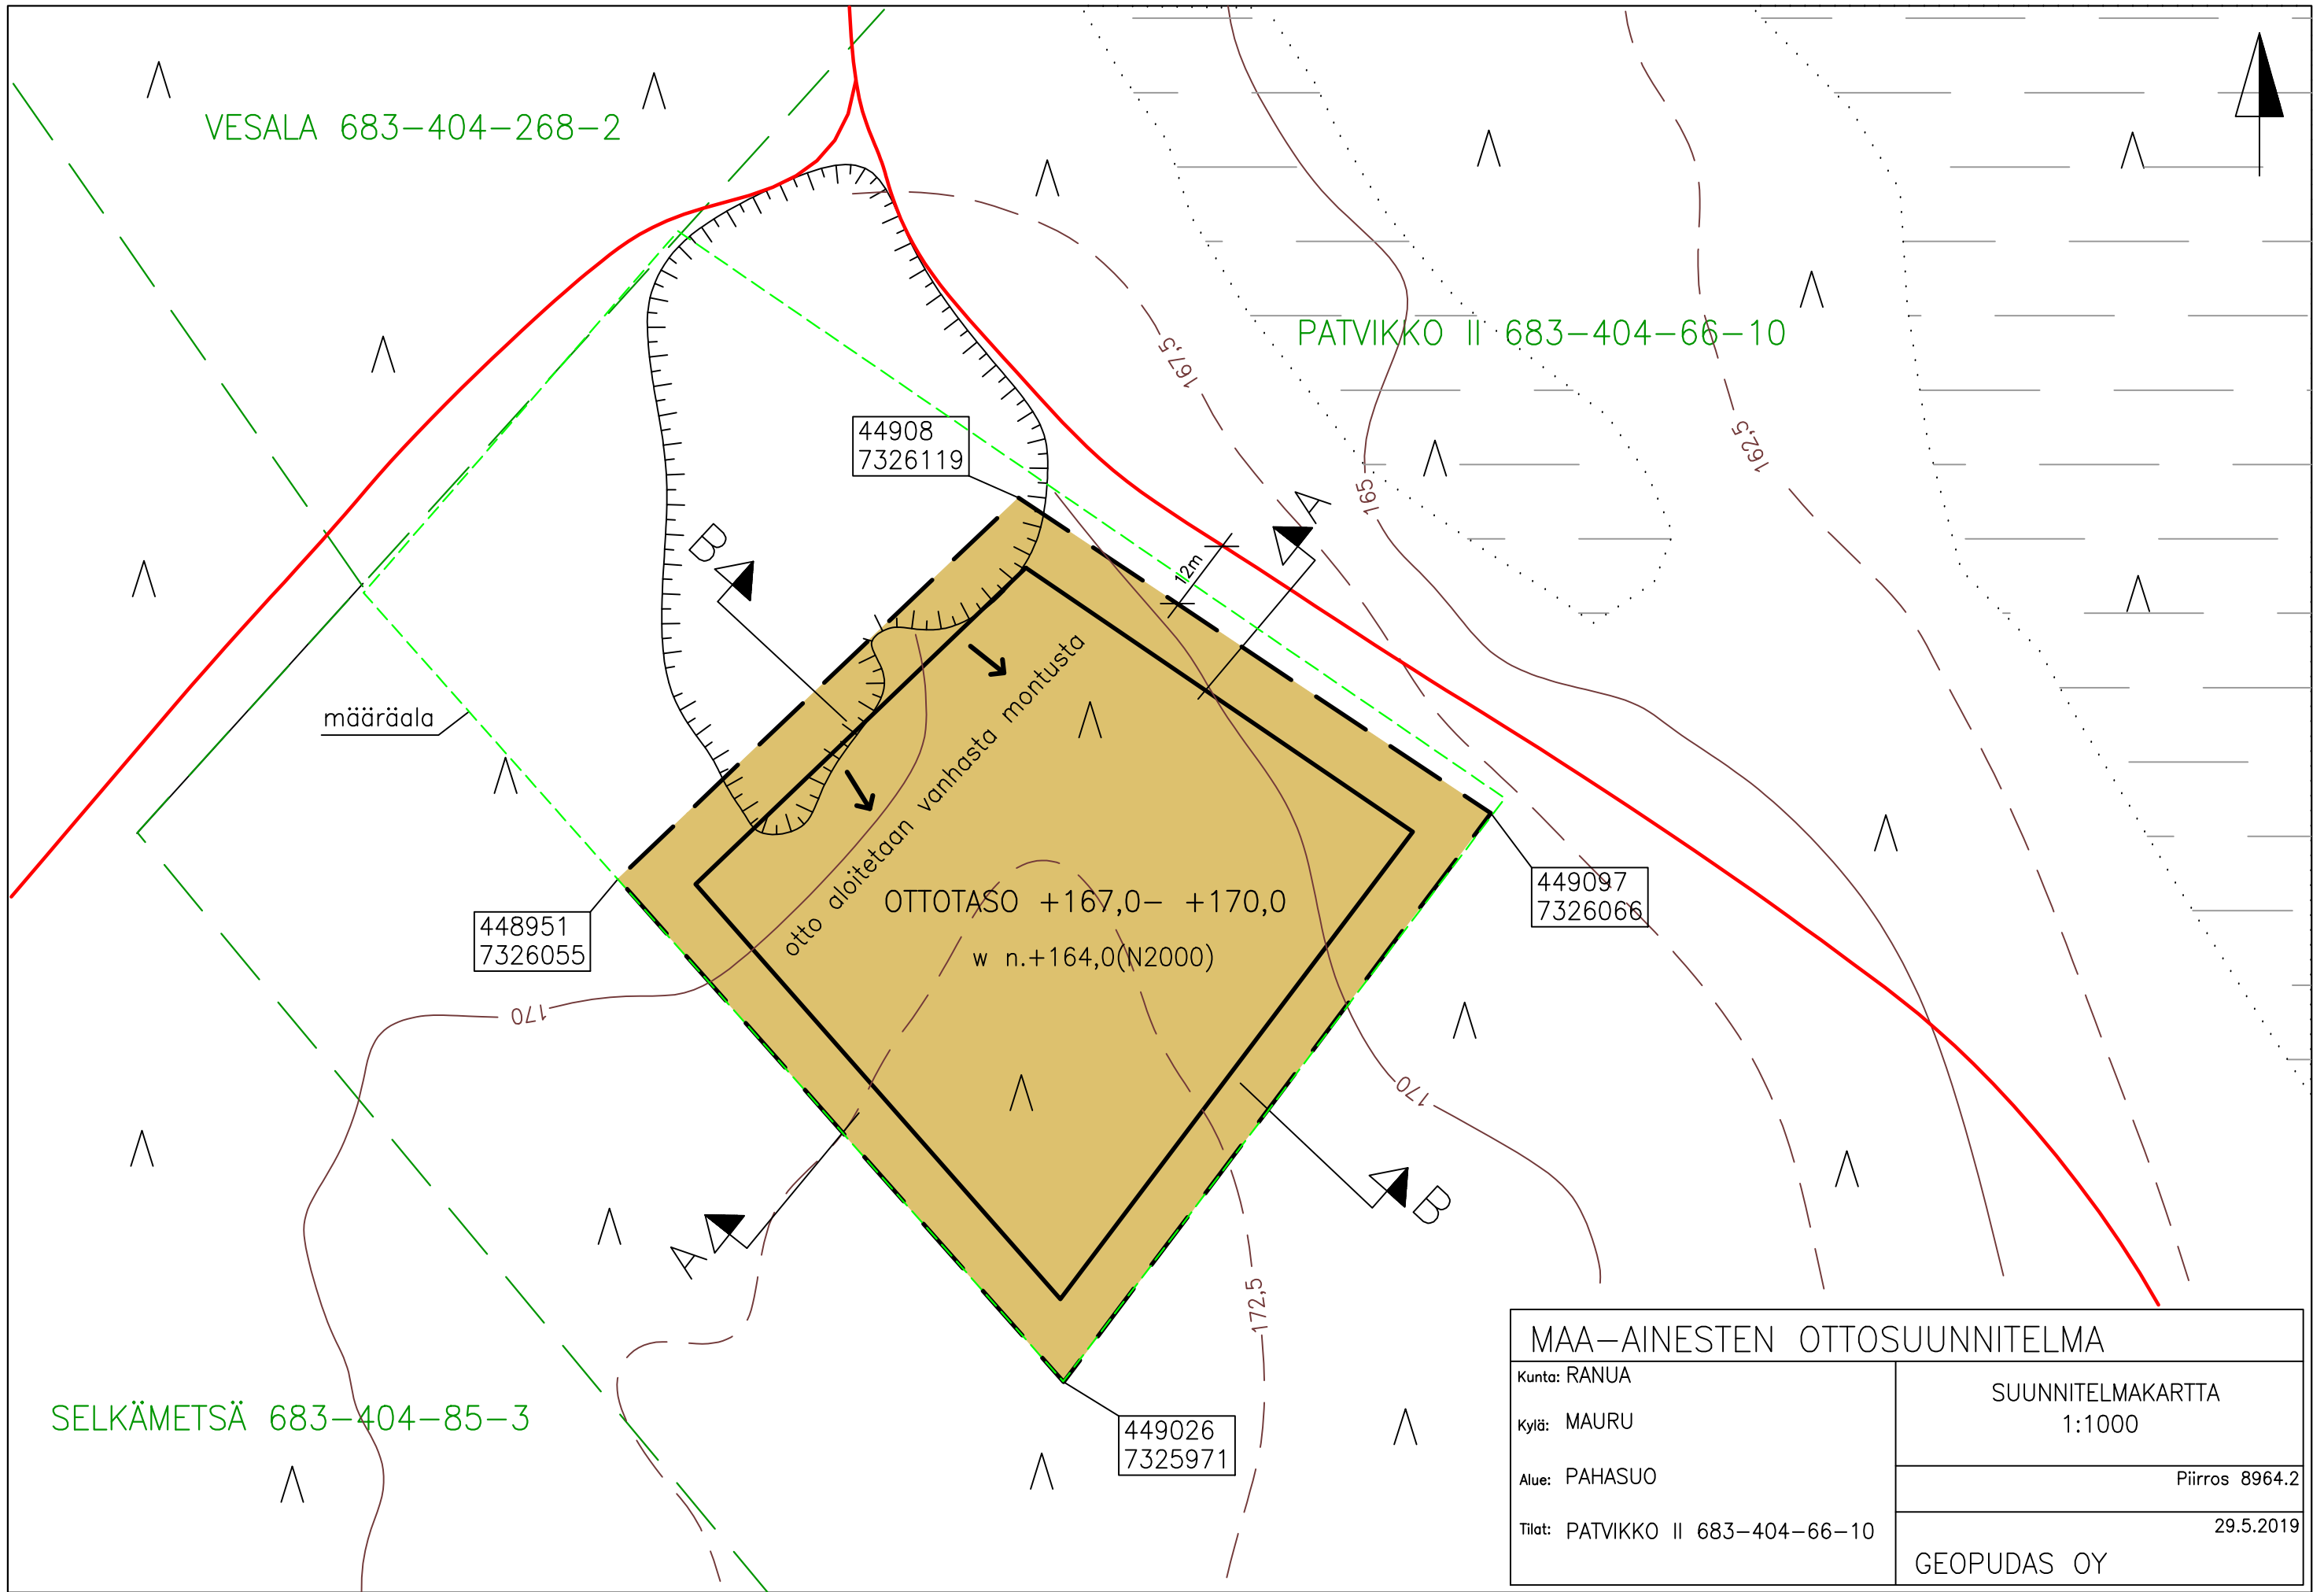 VESALA 683-404-268-2
PATVIKKO II 683-404-66-10
167,5
162,5
165
44908
7326119
A
B
12m
määräala
otto aloitetaan vanhasta montusta
OTTOTASO +167,0- +170,0
w n.+164,0(N2000)
449097
7326066
448951
7326055
170
170
A
B
172,5
SELKÄMETSÄ 683-404-85-3
449026
7325971
MAA-AINESTEN OTTOSUUNNITELMA
Kunta: RANUA
Kylä: MAURU
Alue: PAHASUO
Tilat: PATVIKKO II 683-404-66-10
SUUNNITELMAKARTTA
1:1000
Piirros 8964.2
29.5.2019
GEOPUDAS OY